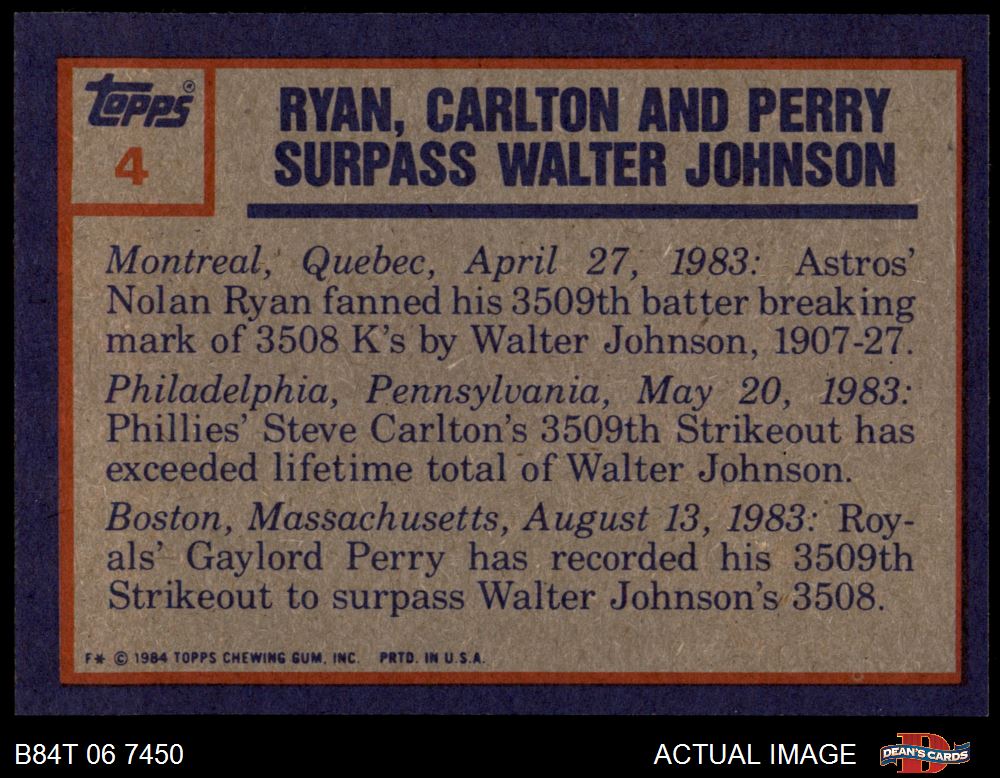 Topps®
4
RYAN, CARLTON AND PERRY
SURPASS WALTER JOHNSON
Montreal, Quebec, April 27, 1983: Astros'
Nolan Ryan fanned his 3509th batter breaking
mark of 3508 K's by Walter Johnson, 1907-27.
Philadelphia, Pennsylvania, May 20, 1983:
Phillies' Steve Carlton's 3509th Strikeout has
exceeded lifetime total of Walter Johnson.
Boston, Massachusetts, August 13, 1983: Roy-
als' Gaylord Perry has recorded his 3509th
Strikeout to surpass Walter Johnson's 3508.
F* © 1984 TOPPS CHEWING GUM, INC. PRTD. IN U.S.A.
B84T 06 7450
ACTUAL IMAGE
D
DEAN'S CARDS